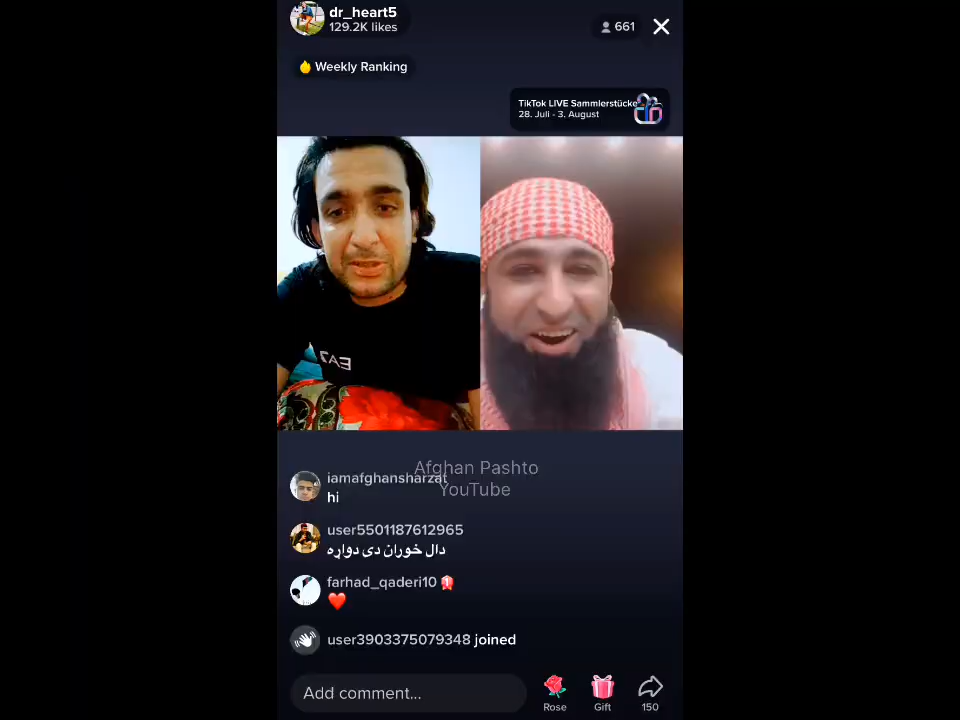 dr_heart5
129.2K likes
661
Weekly Ranking
TikTok LIVE Sammlerstücke
28. Juli - 3. August
EA7
Afghan Pashto
YouTube
iamafghansharzat
hi
user5501187612965
دال خوران دی دواړه
farhad_qaderi10
user3903375079348 joined
Add comment...
Rose
Gift
150